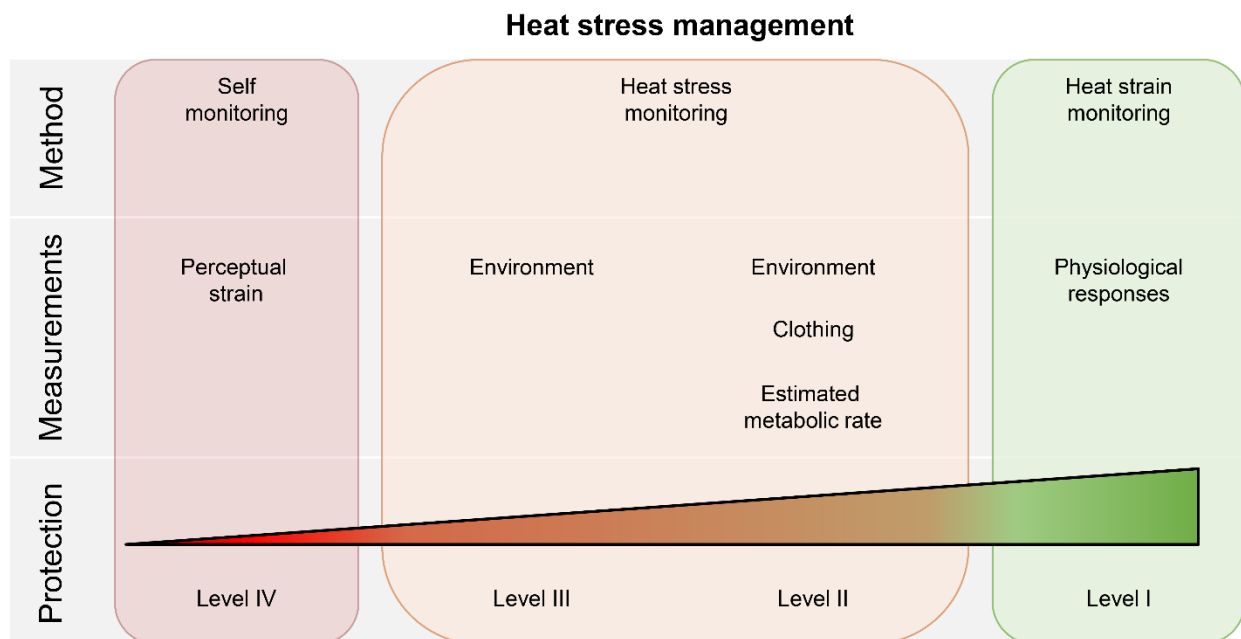 Heat stress management
Method
Self
monitoring
Heat stress
monitoring
Heat strain
monitoring
Measurements
Perceptual
strain
Environment
Environment
Clothing
Estimated
metabolic rate
Physiological
responses
Protection
Level IV
Level III
Level II
Level I